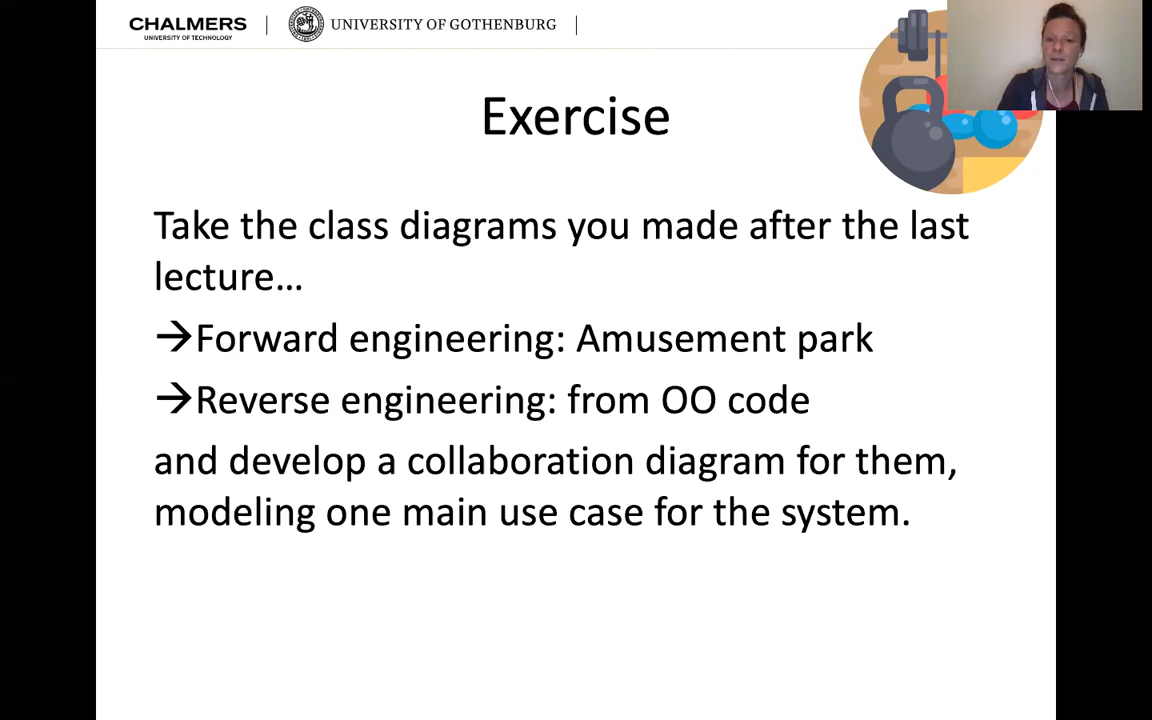 CHALMERS
UNIVERSITY OF TECHNOLOGY
UNIVERSITY OF GOTHENBURG
Exercise
Take the class diagrams you made after the last
lecture…
→Forward engineering: Amusement park
→Reverse engineering: from OO code
and develop a collaboration diagram for them,
modeling one main use case for the system.